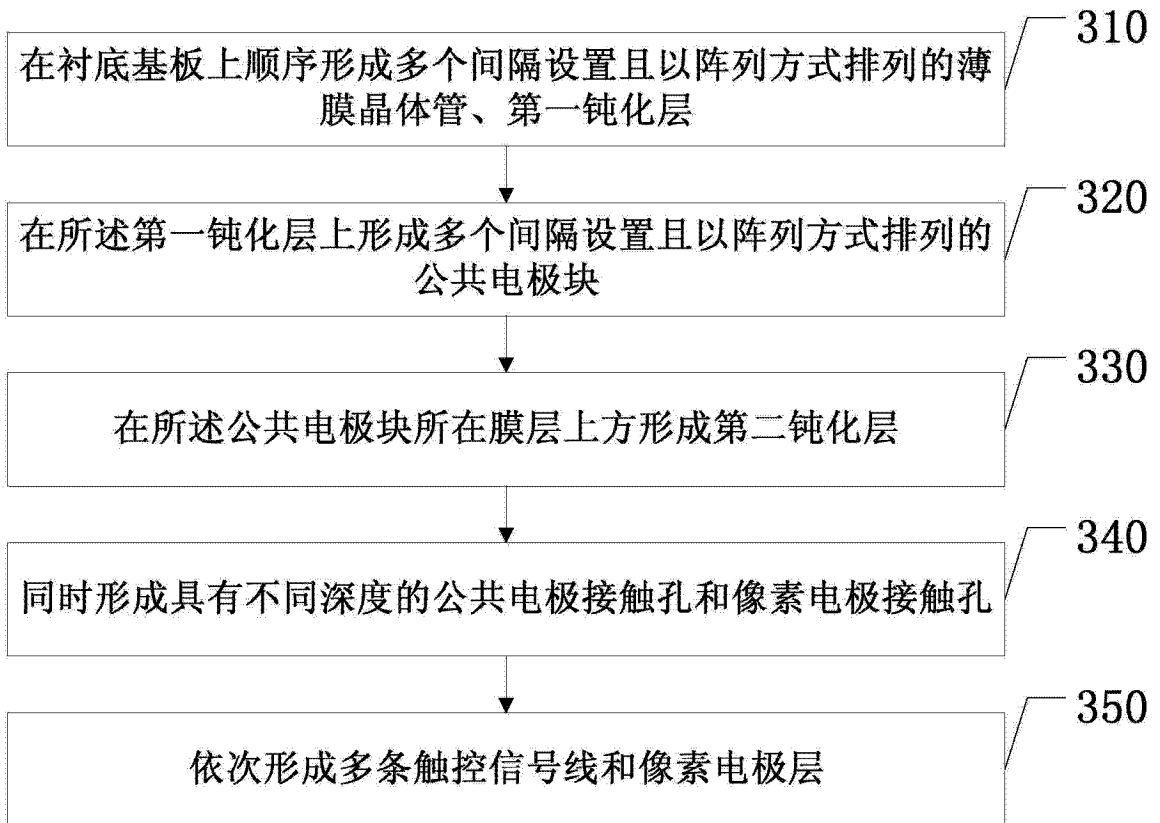 310
在衬底基板上顺序形成多个间隔设置且以阵列方式排列的薄
膜晶体管、第一钝化层
320
在所述第一钝化层上形成多个间隔设置且以阵列方式排列的
公共电极块
330
在所述公共电极块所在膜层上方形成第二钝化层
340
同时形成具有不同深度的公共电极接触孔和像素电极接触孔
350
依次形成多条触控信号线和像素电极层